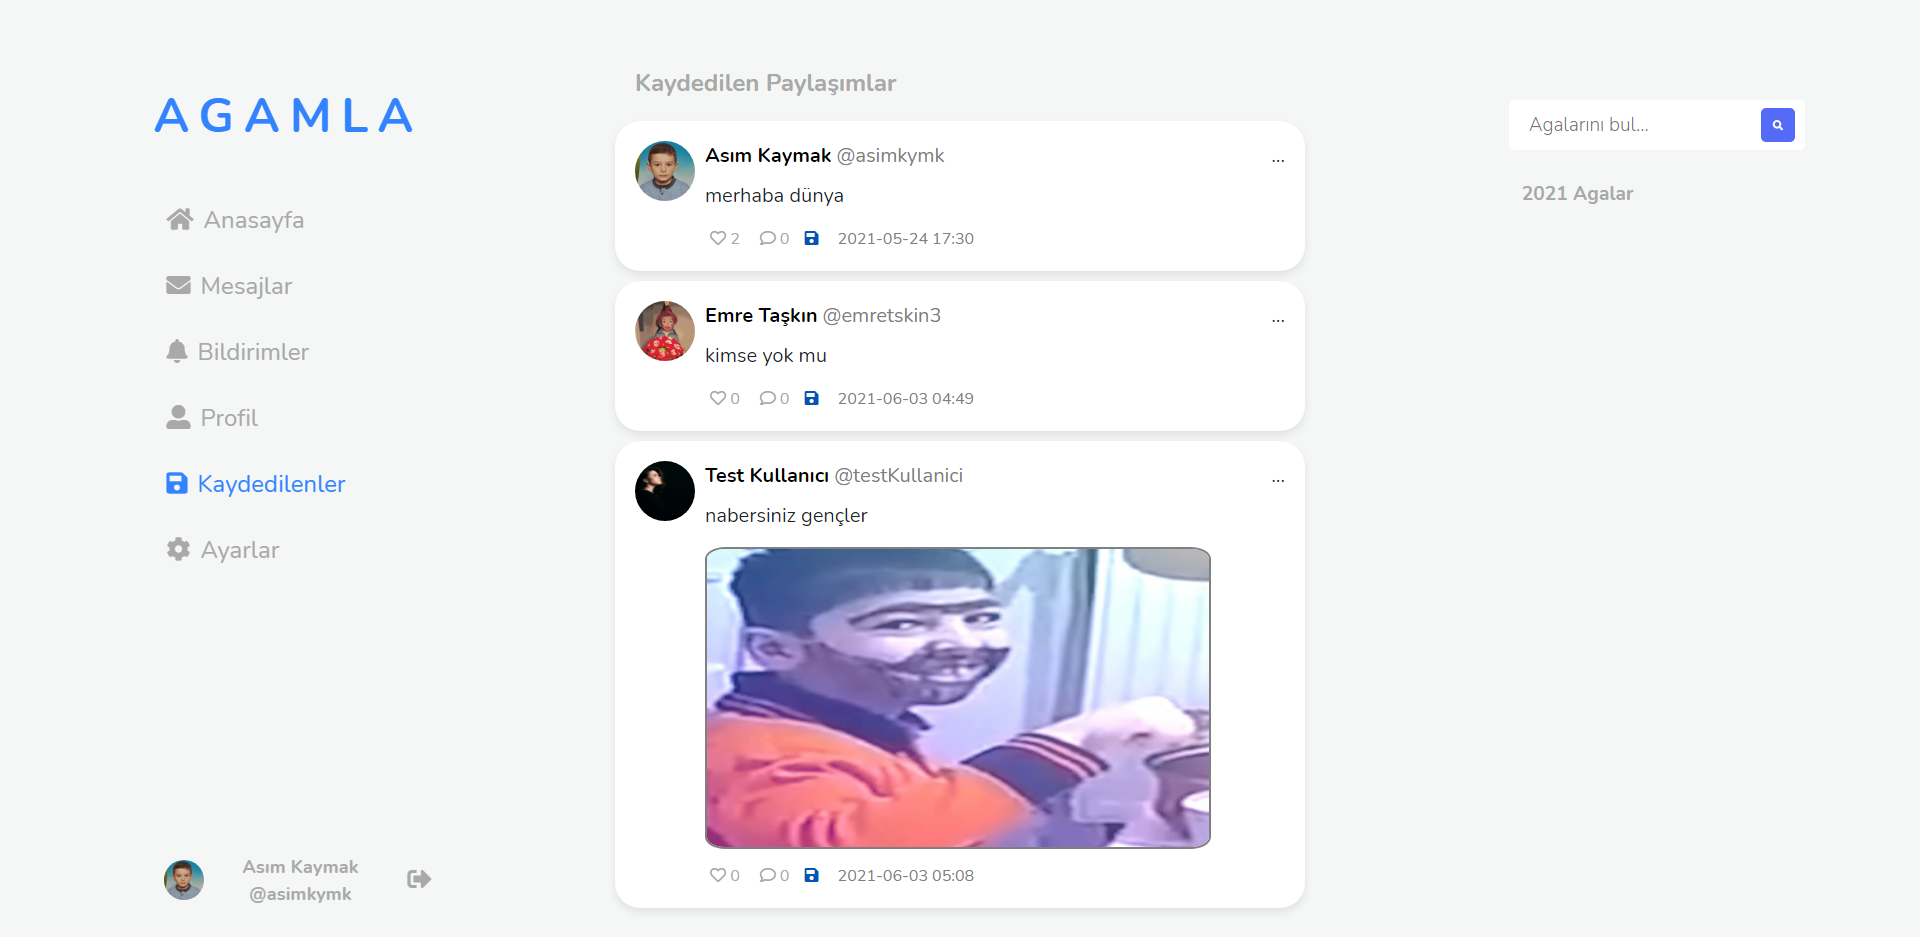 AGAMLA
Anasayfa
Mesajlar
Bildirimler
Profil
Kaydedilenler
Ayarlar
Asım Kaymak
@asimkymk
Kaydedilen Paylaşımlar
Asım Kaymak @asimkymk ...
merhaba dünya
2 0 2021-05-24 17:30
Emre Taşkın @emretskin3 ...
kimse yok mu
0 0 2021-06-03 04:49
Test Kullanıcı @testKullanici ...
nabersiniz gençler
0 0 2021-06-03 05:08
Agalarını bul...
2021 Agalar